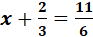 x + 2/3 = 11/6